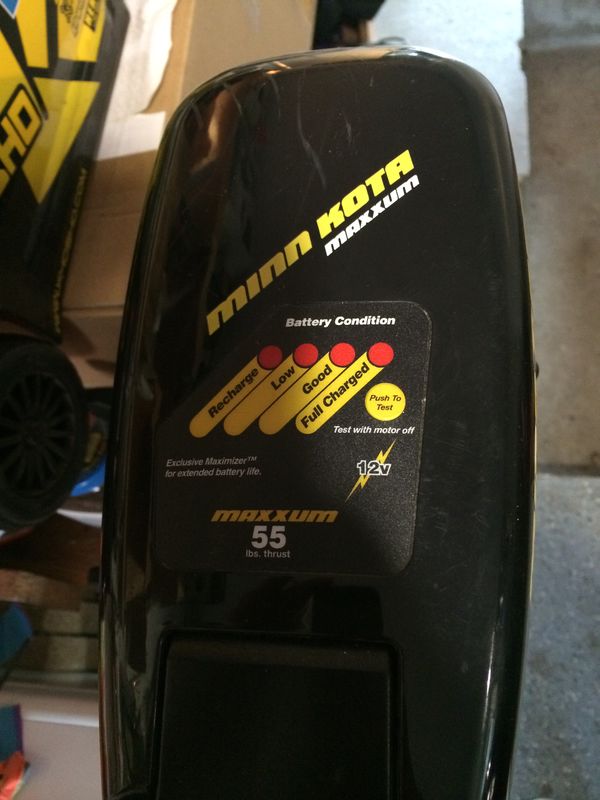 MINN KOTA
MAXXUM
Battery Condition
Recharge
Low
Good
Full Charged
Push To
Test
Test with motor off
Exclusive Maximizer™
for extended battery life.
12v
MAXXUM
55
lbs. thrust